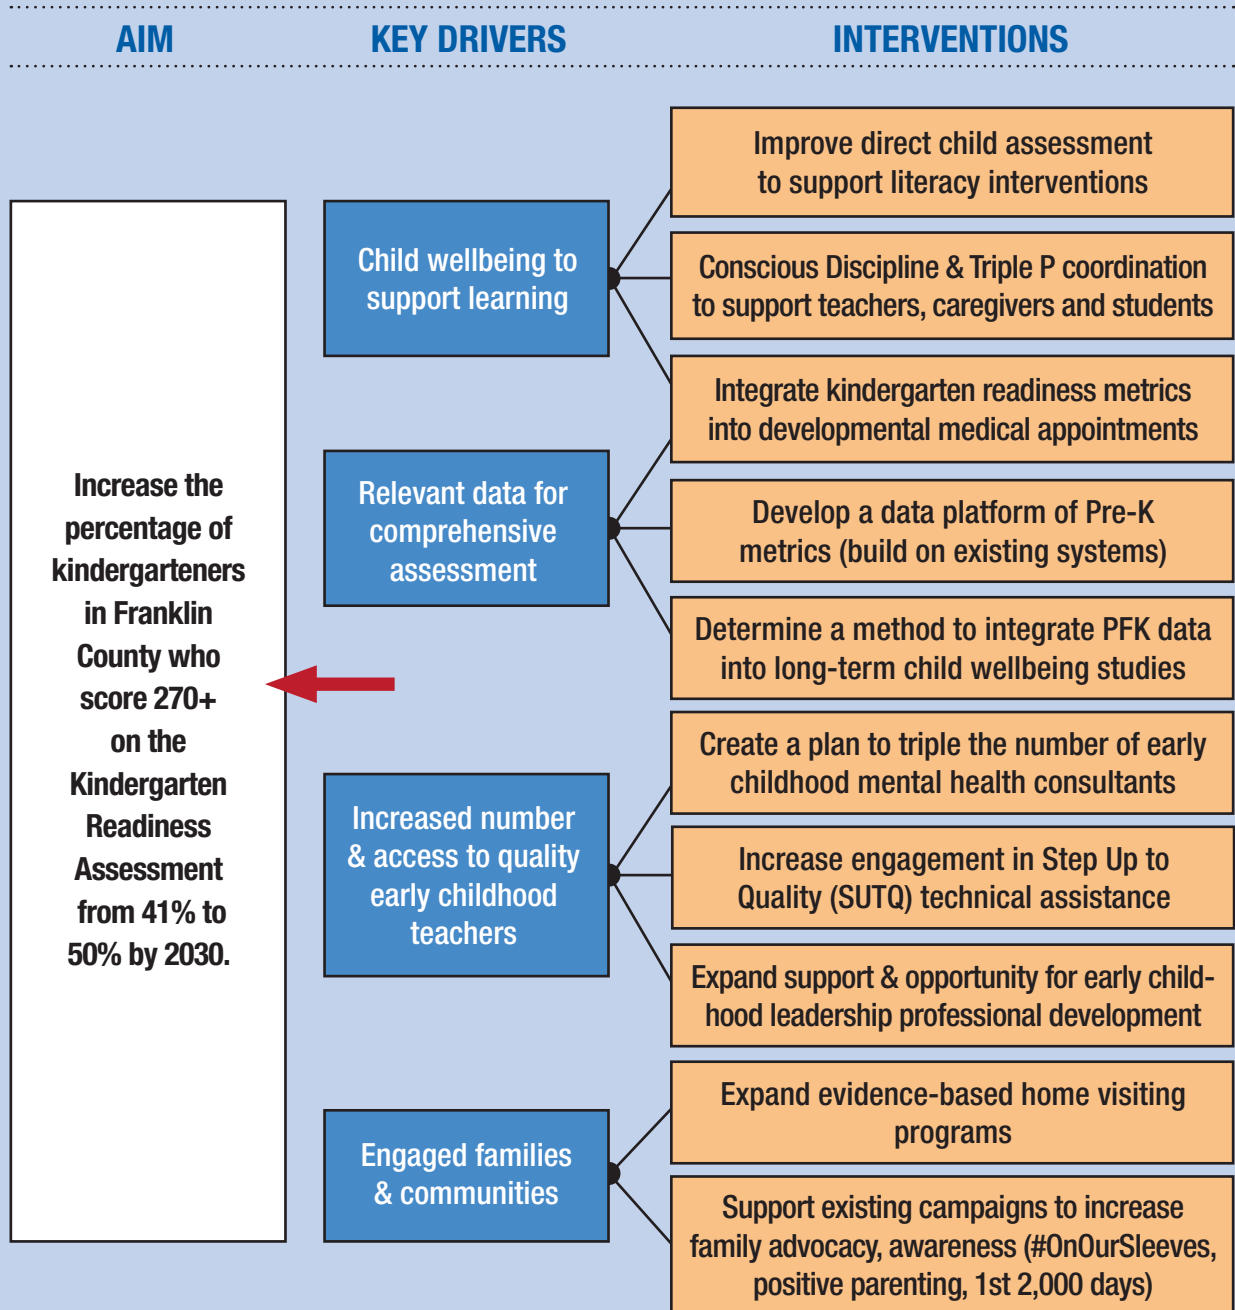 AIM
KEY DRIVERS
INTERVENTIONS
Increase the
percentage of
kindergarteners
in Franklin
County who
score 270+
on the
Kindergarten
Readiness
Assessment
from 41% to
50% by 2030.
Child wellbeing to
support learning
Relevant data for
comprehensive
assessment
Increased number
& access to quality
early childhood
teachers
Engaged families
& communities
Improve direct child assessment
to support literacy interventions
Conscious Discipline & Triple P coordination
to support teachers, caregivers and students
Integrate kindergarten readiness metrics
into developmental medical appointments
Develop a data platform of Pre-K
metrics (build on existing systems)
Determine a method to integrate PFK data
into long-term child wellbeing studies
Create a plan to triple the number of early
childhood mental health consultants
Increase engagement in Step Up to
Quality (SUTQ) technical assistance
Expand support & opportunity for early child-
hood leadership professional development
Expand evidence-based home visiting
programs
Support existing campaigns to increase
family advocacy, awareness (#OnOurSleeves,
positive parenting, 1st 2,000 days)